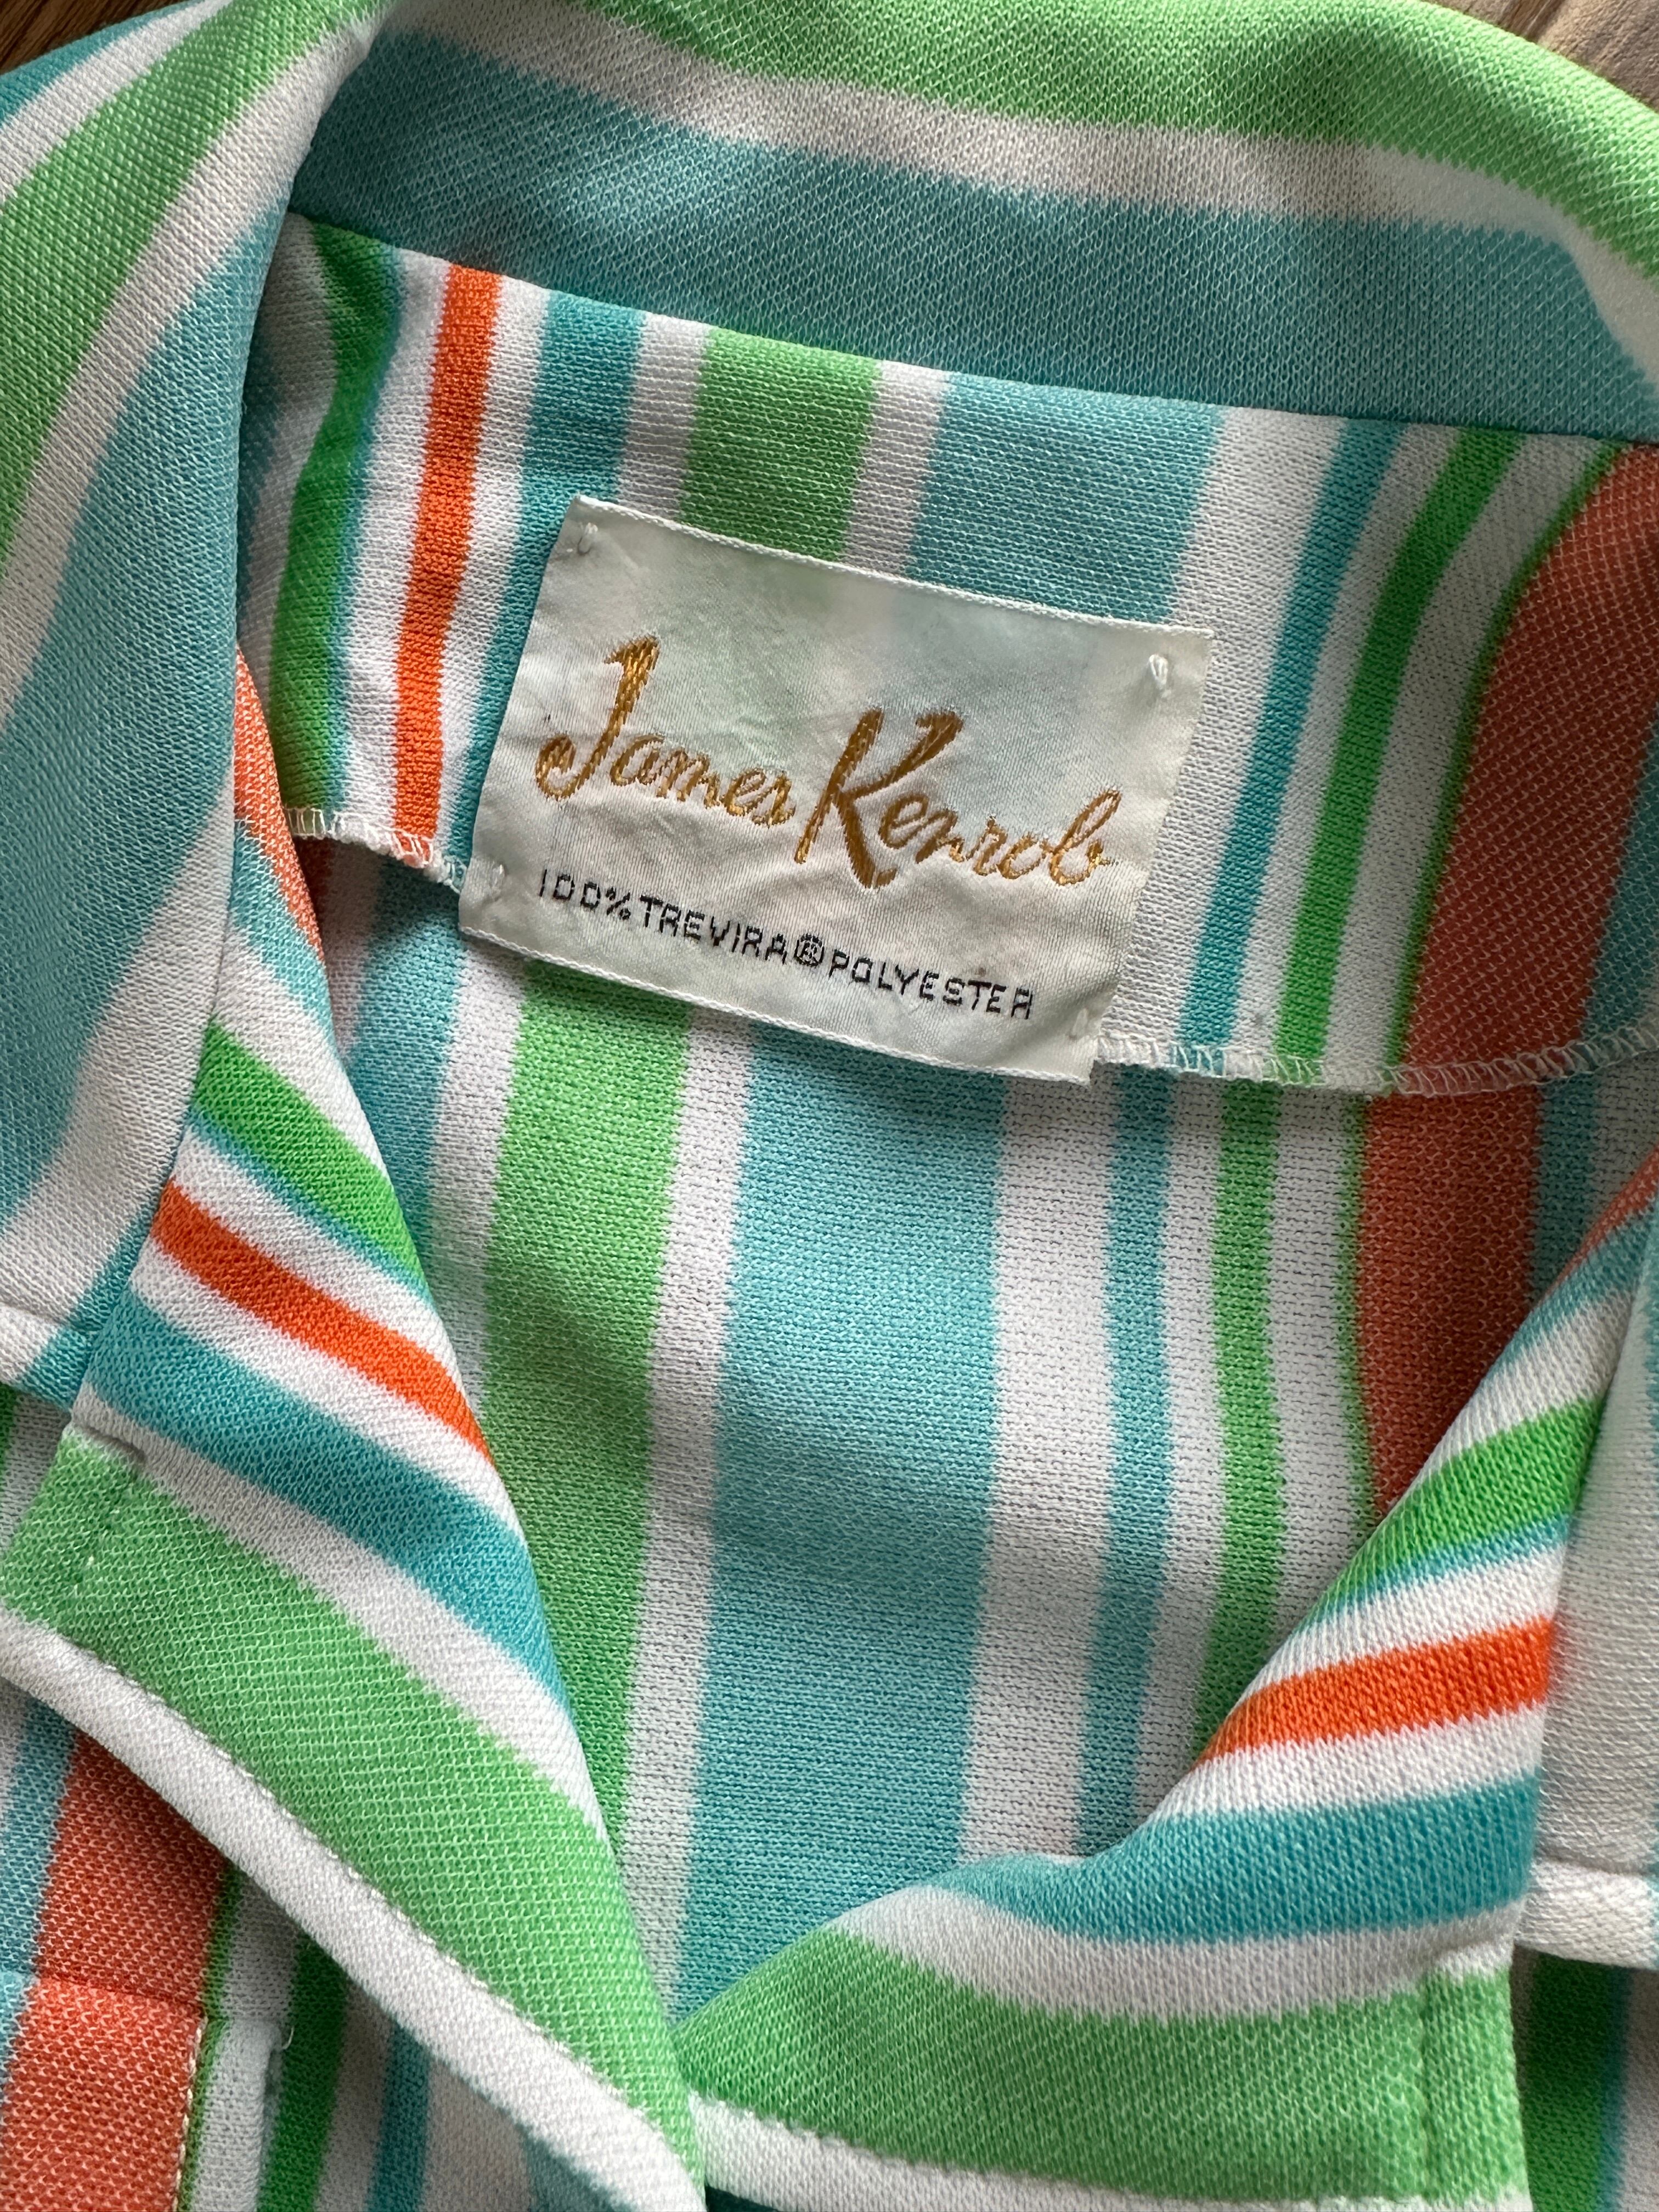 James Kenrob
100% TREVIRA® POLYESTER